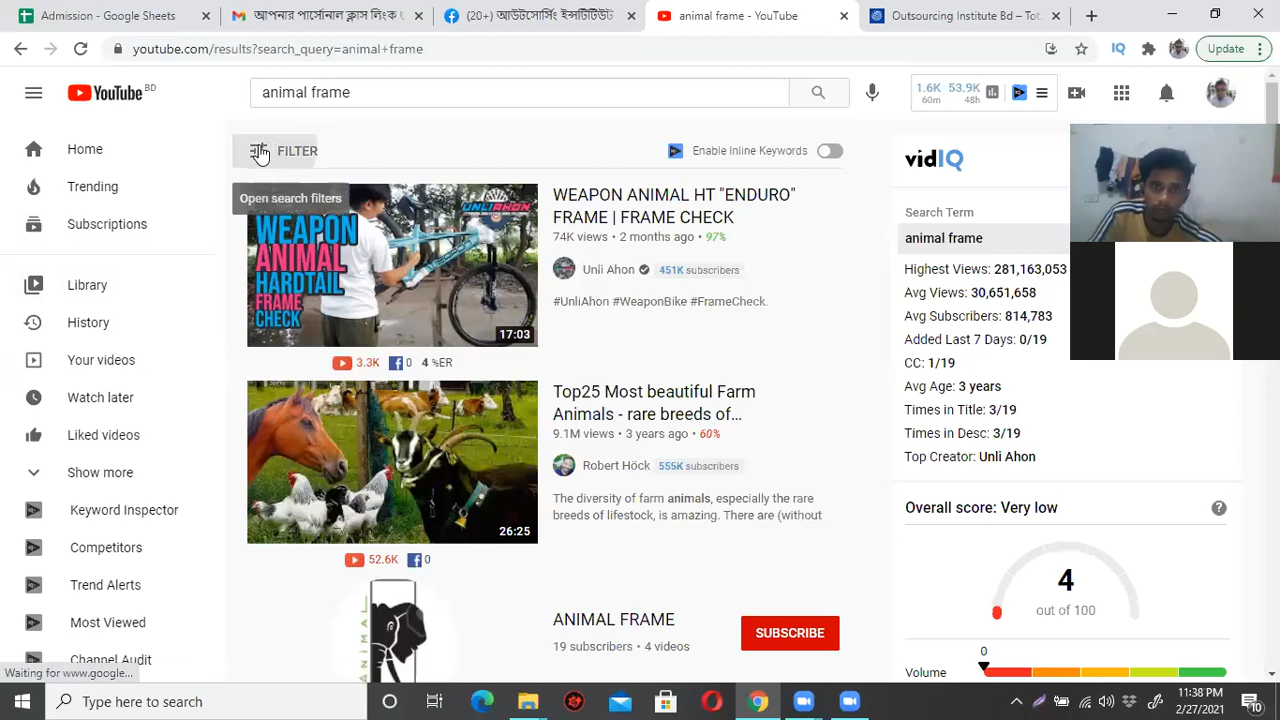 Admission - Google Sheet
আপনার পার্সোনাল ক্লাস লিংক।
(20+) আউটসোর্সিং ইন্সটিটিউট
animal frame - YouTube
Outsourcing Institute Bd – Tot
youtube.com/results?search_query=animal+frame
IQ
Update
YouTube BD
animal frame
1.6K 53.9K
60m 48h
Home
Trending
Subscriptions
Library
History
Your videos
Watch later
Liked videos
Show more
Keyword Inspector
Competitors
Trend Alerts
Most Viewed
Channel Audit
FILTER
Enable Inline Keywords
Open search filters
UNLIAHON
WEAPON
ANIMAL
HARDTAIL
FRAME
CHECK
17:03
WEAPON ANIMAL HT "ENDURO"
FRAME | FRAME CHECK
74K views • 2 months ago • 97%
Unli Ahon 451K subscribers
#UnliAhon #WeaponBike #FrameCheck.
3.3K 0 4 %ER
26:25
Top25 Most beautiful Farm
Animals - rare breeds of...
9.1M views • 3 years ago • 60%
Robert Höck 555K subscribers
The diversity of farm animals, especially the rare
breeds of lifestock, is amazing. There are (without
52.6K 0
ANIMAL
ANIMAL FRAME
19 subscribers • 4 videos
SUBSCRIBE
vidIQ
Search Term
animal frame
Highest Views: 281,163,053
Avg Views: 30,651,658
Avg Subscribers: 814,783
Added Last 7 Days: 0/19
CC: 1/19
Avg Age: 3 years
Times in Title: 3/19
Times in Desc: 3/19
Top Creator: Unli Ahon
Overall score: Very low
?
4
out of 100
0
Volume
Waiting for www.google...
Type here to search
11:38 PM
2/27/2021
10